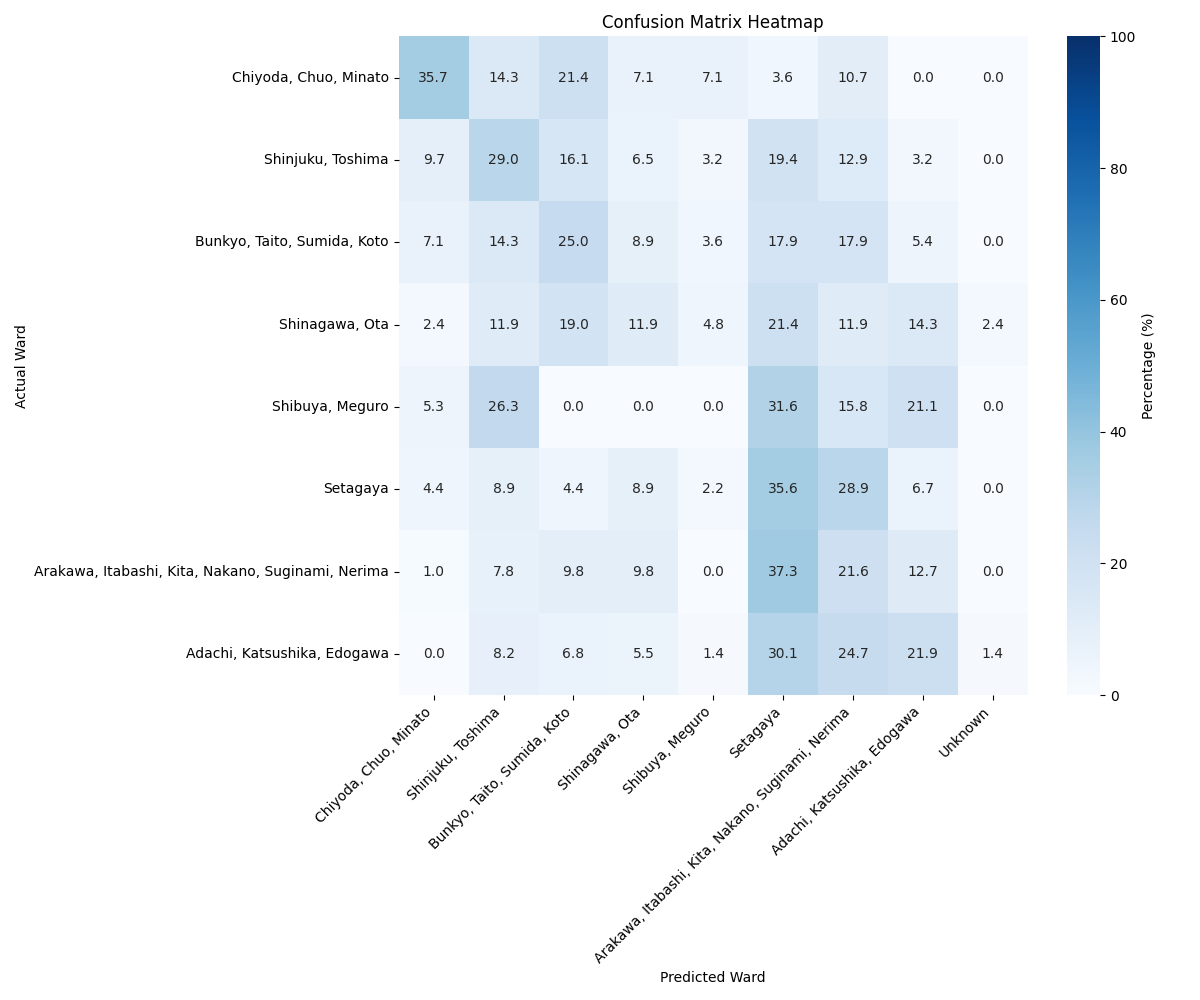 Confusion Matrix Heatmap
Actual Ward
Chiyoda, Chuo, Minato 35.7 14.3 21.4 7.1 7.1 3.6 10.7 0.0 0.0
Shinjuku, Toshima 9.7 29.0 16.1 6.5 3.2 19.4 12.9 3.2 0.0
Bunkyo, Taito, Sumida, Koto 7.1 14.3 25.0 8.9 3.6 17.9 17.9 5.4 0.0
Shinagawa, Ota 2.4 11.9 19.0 11.9 4.8 21.4 11.9 14.3 2.4
Shibuya, Meguro 5.3 26.3 0.0 0.0 0.0 31.6 15.8 21.1 0.0
Setagaya 4.4 8.9 4.4 8.9 2.2 35.6 28.9 6.7 0.0
Arakawa, Itabashi, Kita, Nakano, Suginami, Nerima 1.0 7.8 9.8 9.8 0.0 37.3 21.6 12.7 0.0
Adachi, Katsushika, Edogawa 0.0 8.2 6.8 5.5 1.4 30.1 24.7 21.9 1.4
Chiyoda, Chuo, Minato
Shinjuku, Toshima
Bunkyo, Taito, Sumida, Koto
Shinagawa, Ota
Shibuya, Meguro
Setagaya
Arakawa, Itabashi, Kita, Nakano, Suginami, Nerima
Adachi, Katsushika, Edogawa
Unknown
Predicted Ward
100
80
60
40
20
0
Percentage (%)